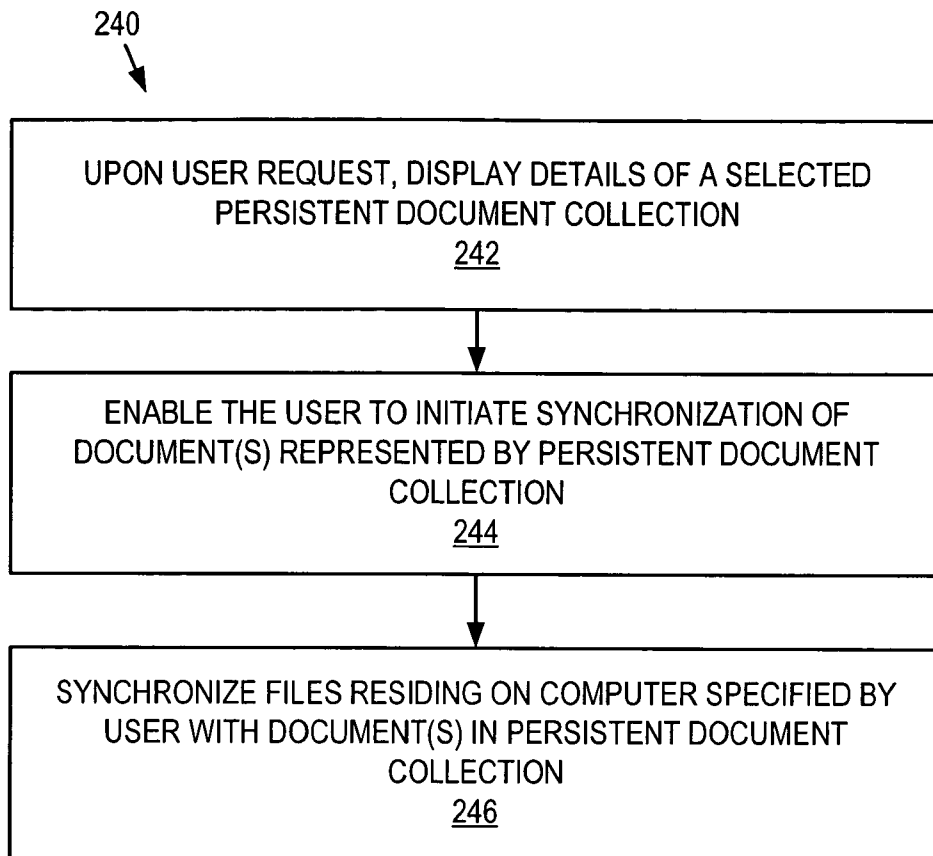 240
UPON USER REQUEST, DISPLAY DETAILS OF A SELECTED
PERSISTENT DOCUMENT COLLECTION
242
ENABLE THE USER TO INITIATE SYNCHRONIZATION OF
DOCUMENT(S) REPRESENTED BY PERSISTENT DOCUMENT
COLLECTION
244
SYNCHRONIZE FILES RESIDING ON COMPUTER SPECIFIED BY
USER WITH DOCUMENT(S) IN PERSISTENT DOCUMENT
COLLECTION
246